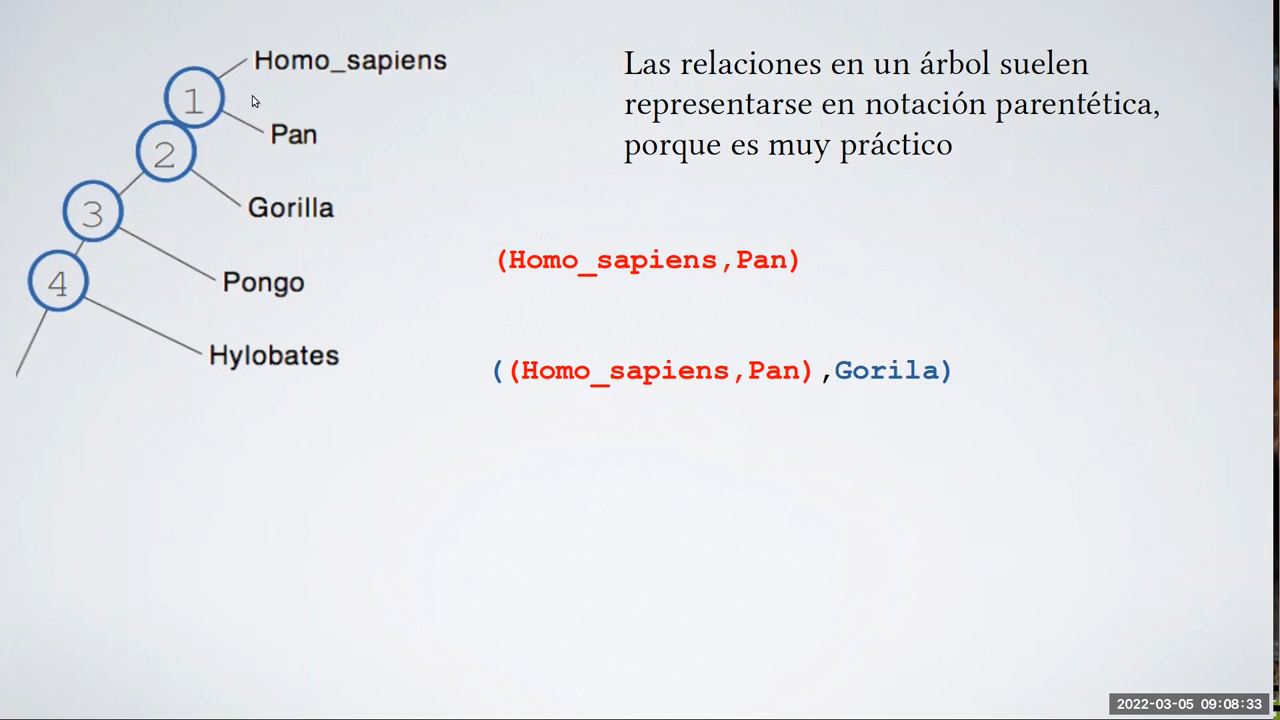 Homo_sapiens
1
Pan
2
Gorilla
3
Pongo
4
Hylobates
Las relaciones en un árbol suelen
representarse en notación parentética,
porque es muy práctico
(Homo_sapiens,Pan)
((Homo_sapiens,Pan),Gorila)
2022-03-05 09:08:33